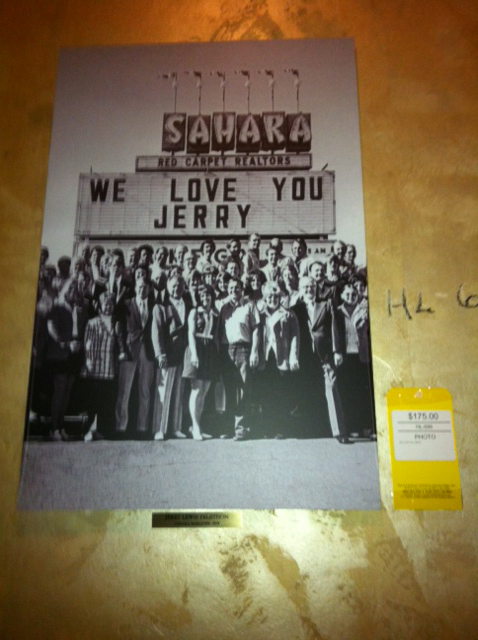 SAHARA
RED CARPET REALTORS
WE LOVE YOU
JERRY
HL 6
$175.00
PHOTO